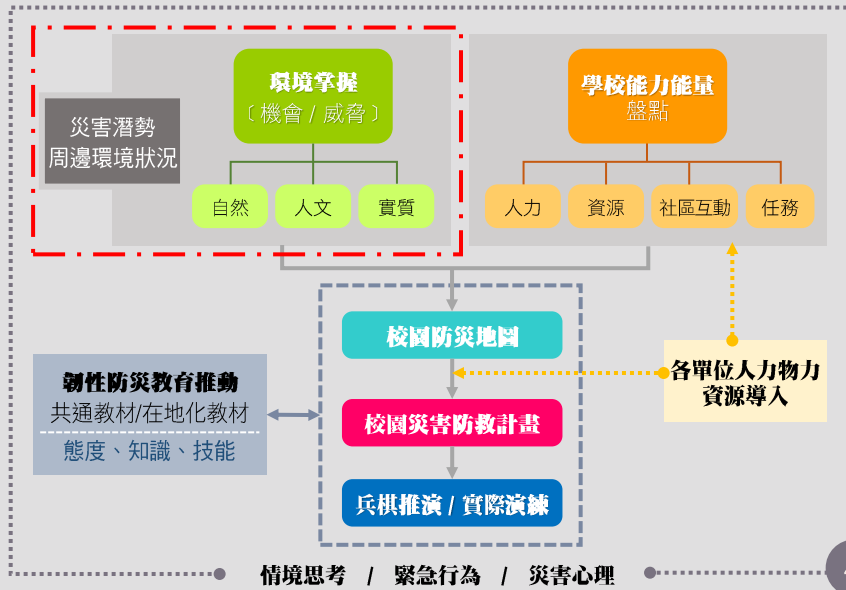 環境掌握
〔機會 / 威脅〕
災害潛勢
周邊環境狀況
自然
人文
實質
學校能力能量
盤點
人力
資源
社區互動
任務
校園防災地圖
韌性防災教育推動
共通教材/在地化教材
態度、知識、技能
各單位人力物力
資源導入
校園災害防救計畫
兵棋推演 / 實際演練
情境思考 / 緊急行為 / 災害心理